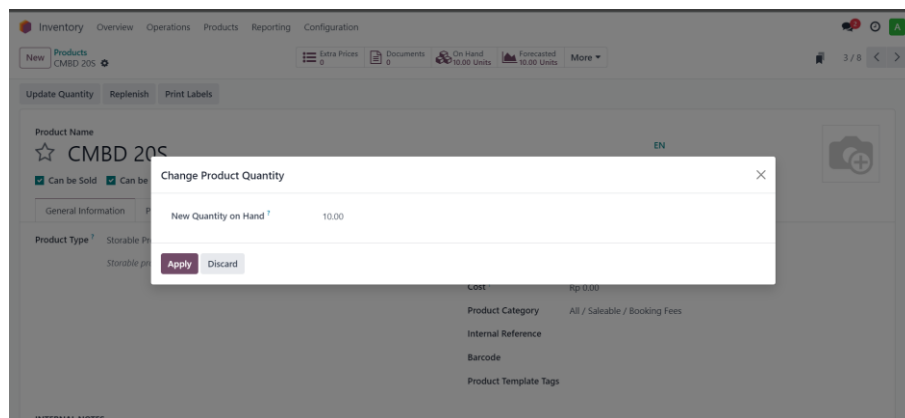 Inventory Overview Operations Products Reporting Configuration
2
A
New
Products
CMBD 20S
Extra Prices
0
Documents
0
On Hand
10.00 Units
Forecasted
10.00 Units
More
3 / 8
Update Quantity Replenish Print Labels
Product Name
EN
CMBD 20S
Can be Sold Can be
Change Product Quantity
General Information P
New Quantity on Hand ? 10.00
Product Type ? Storable Pr
Storable pr
Apply Discard
Cost Rp 0.00
Product Category All / Saleable / Booking Fees
Internal Reference
Barcode
Product Template Tags
INTERNAL NOTES